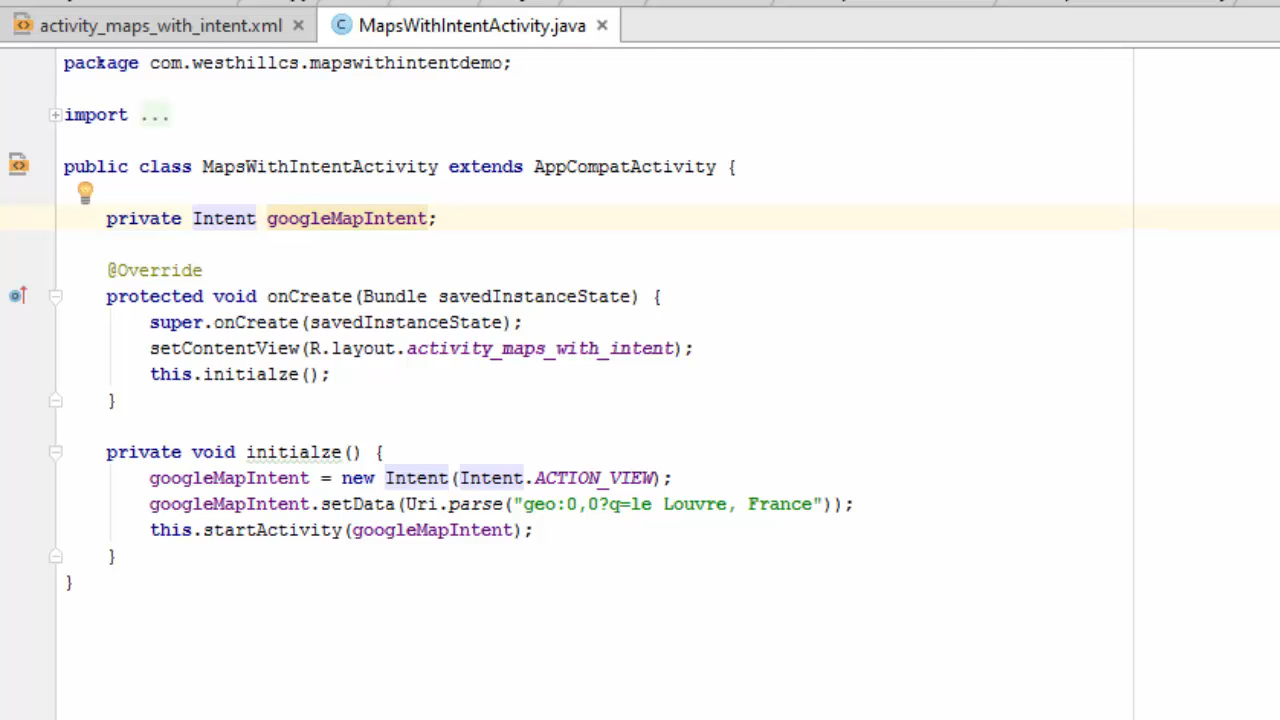 activity_maps_with_intent.xml
MapsWithIntentActivity.java
package com.westhillcs.mapswithintentdemo;
import ...
public class MapsWithIntentActivity extends AppCompatActivity {
private Intent googleMapIntent;
@Override
protected void onCreate(Bundle savedInstanceState) {
super.onCreate(savedInstanceState);
setContentView(R.layout.activity_maps_with_intent);
this.initialze();
}
private void initialze() {
googleMapIntent = new Intent(Intent.ACTION_VIEW);
googleMapIntent.setData(Uri.parse("geo:0,0?q=le Louvre, France"));
this.startActivity(googleMapIntent);
}
}